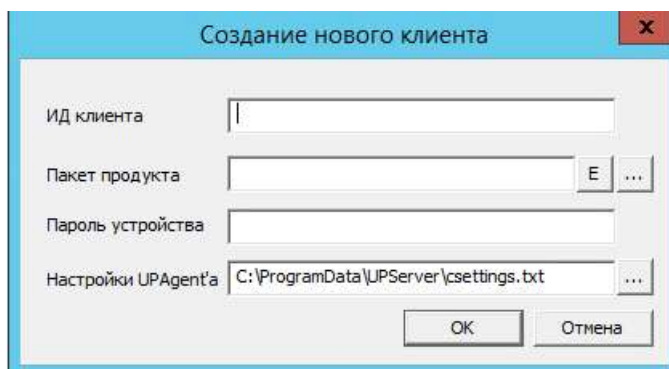 Создание нового клиента x
ИД клиента
Пакет продукта E ...
Пароль устройства
Настройки UPAgent'а C:\ProgramData\UPServer\csettings.txt ...
OK Отмена